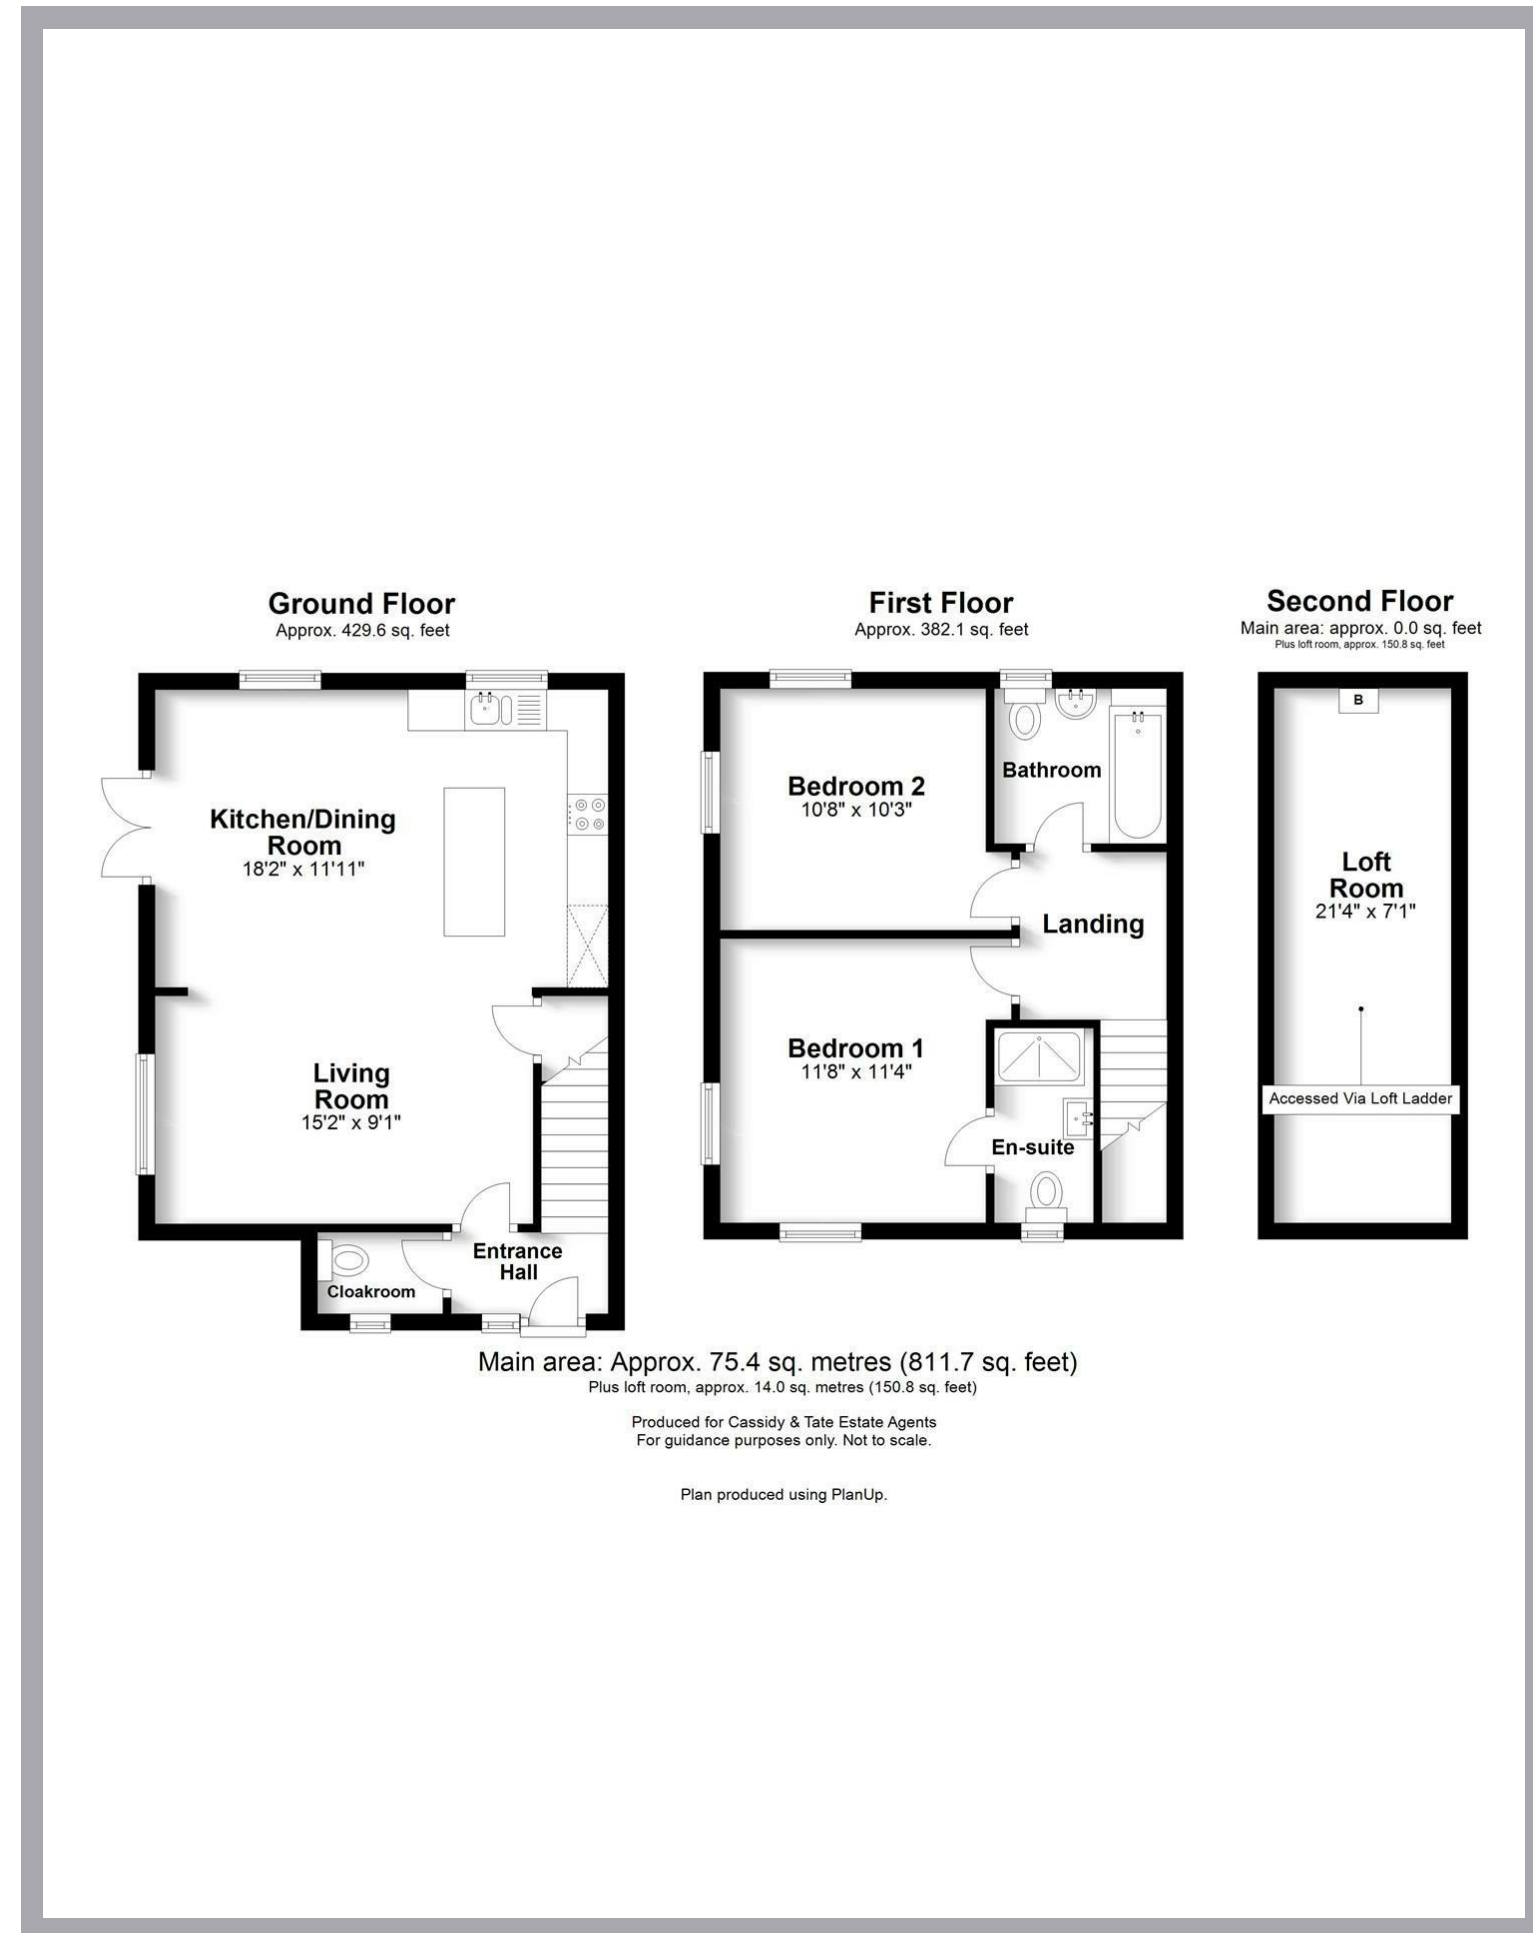 Ground Floor
Approx. 429.6 sq. feet
Kitchen/Dining
Room
18'2" x 11'11"
Living
Room
15'2" x 9'1"
Entrance
Hall
Cloakroom
First Floor
Approx. 382.1 sq. feet
Bedroom 2
10'8" x 10'3"
Bathroom
Landing
Bedroom 1
11'8" x 11'4"
En-suite
Second Floor
Main area: approx. 0.0 sq. feet
Plus loft room, approx. 150.8 sq. feet
B
Loft
Room
21'4" x 7'1"
Accessed Via Loft Ladder
Main area: Approx. 75.4 sq. metres (811.7 sq. feet)
Plus loft room, approx. 14.0 sq. metres (150.8 sq. feet)
Produced for Cassidy & Tate Estate Agents
For guidance purposes only. Not to scale.
Plan produced using PlanUp.